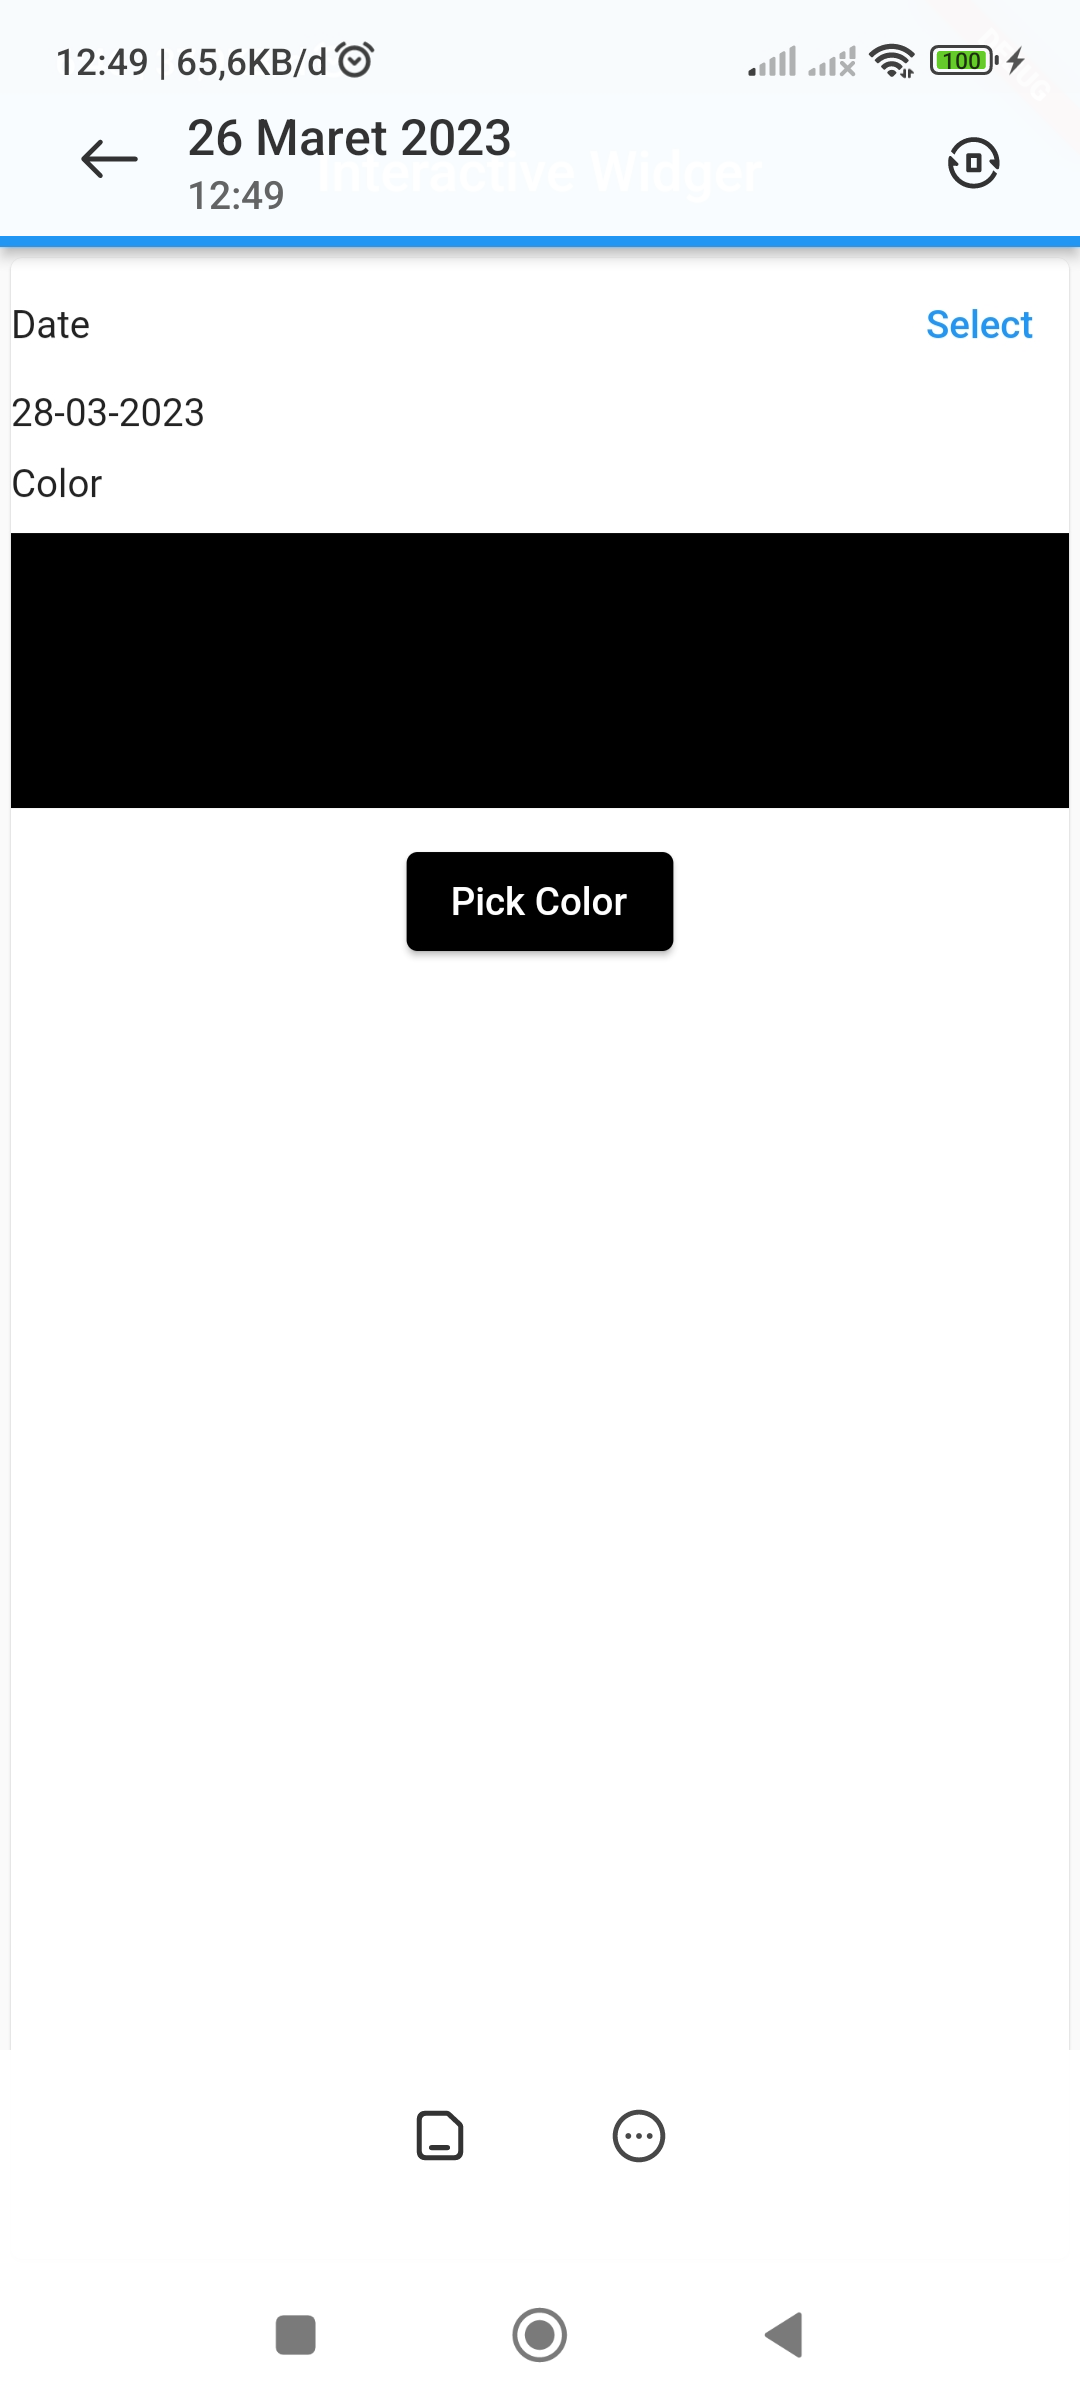 12:49 | 65,6KB/d
100
26 Maret 2023
Interactive Widger
12:49
Date
Select
28-03-2023
Color
Pick Color